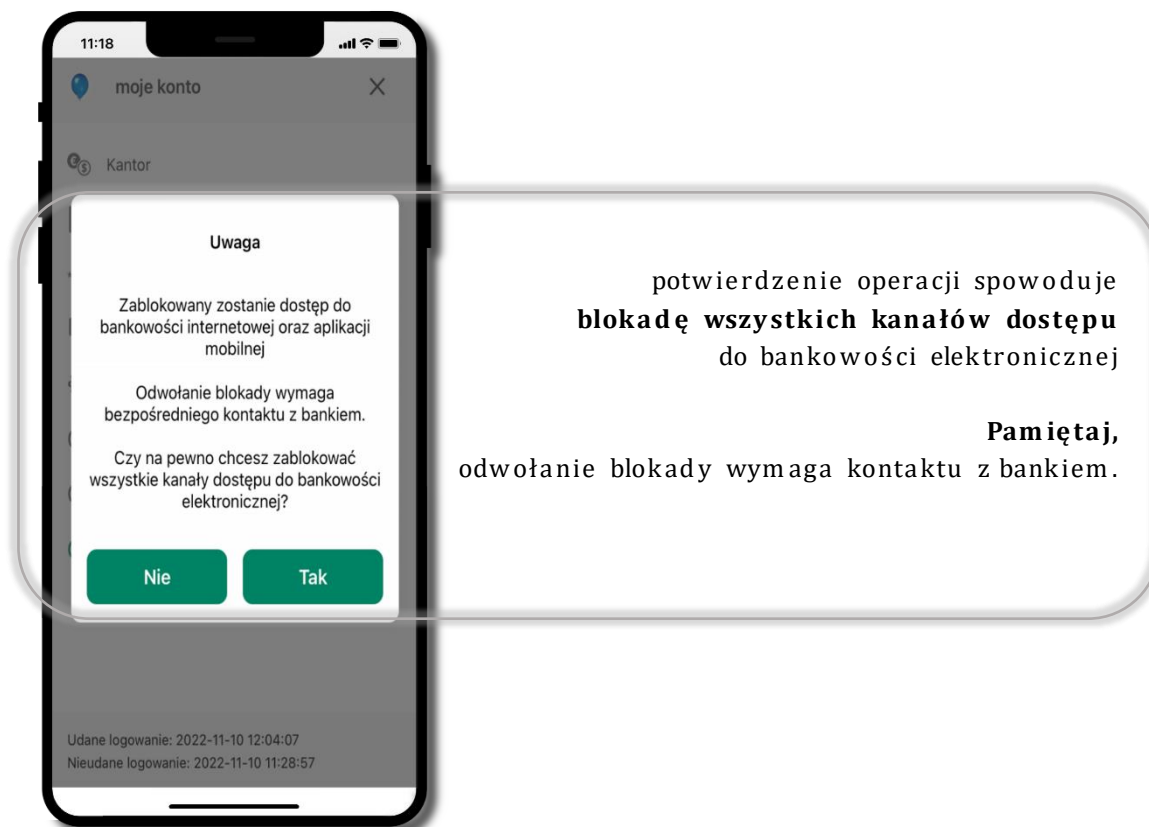 11:18
moje konto
Kantor
Uwaga
Zablokowany zostanie dostęp do
bankowości internetowej oraz aplikacji
mobilnej
Odwołanie blokady wymaga
bezpośredniego kontaktu z bankiem.
Czy na pewno chcesz zablokować
wszystkie kanały dostępu do bankowości
elektronicznej?
Nie
Tak
Udane logowanie: 2022-11-10 12:04:07
Nieudane logowanie: 2022-11-10 11:28:57
potwierdzenie operacji spowoduje
blokadę wszystkich kanałów dostępu
do bankowości elektronicznej
Pamiętaj,
odwołanie blokady wymaga kontaktu z bankiem.